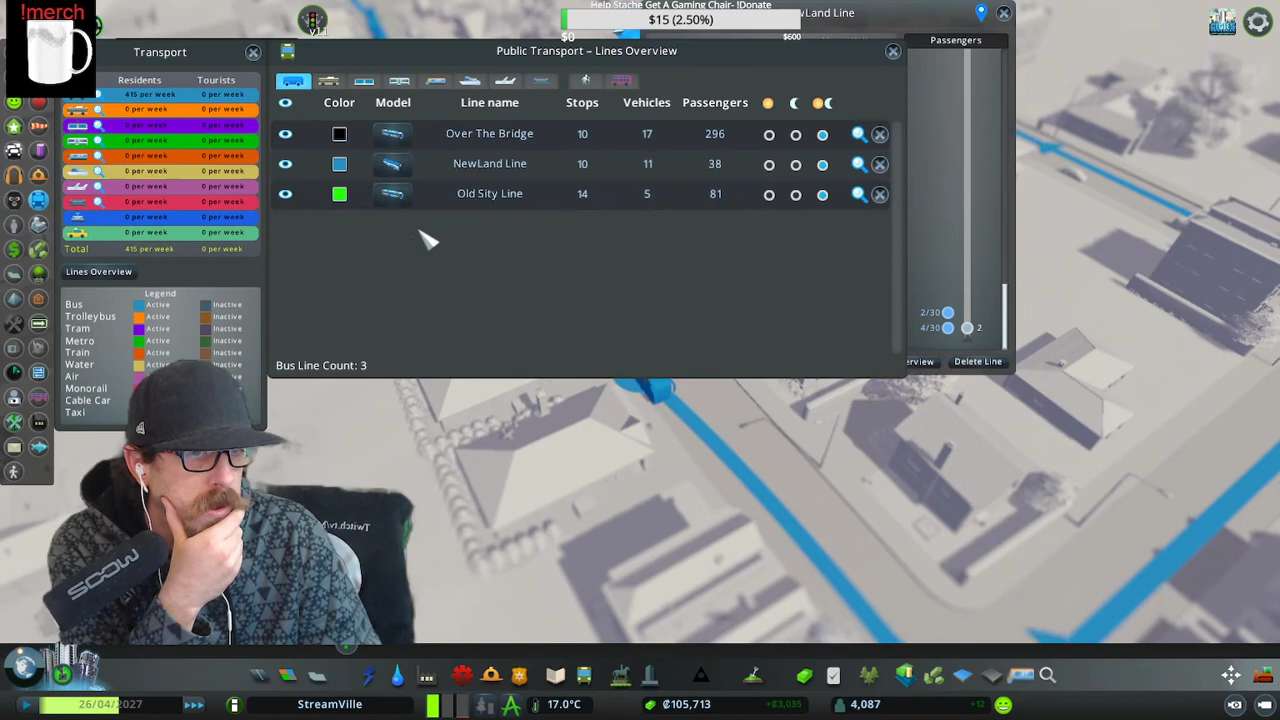 !merch
Help Stache Get A Gaming Chair- !Donate
$15 (2.50%)
$0
$600
v11
Land Line
Transport
Public Transport – Lines Overview
Passengers
Residents Tourists
415 per week 0 per week
0 per week 0 per week
0 per week 0 per week
0 per week 0 per week
0 per week 0 per week
0 per week 0 per week
0 per week 0 per week
0 per week 0 per week
0 per week 0 per week
0 per week 0 per week
Total 415 per week 0 per week
Lines Overview
Color Model Line name Stops Vehicles Passengers
Over The Bridge 10 17 296
NewLand Line 10 11 38
Old Sity Line 14 5 81
Bus Line Count: 3
2/30
4/30 2
Delete Line
Legend
Bus Active Inactive
Trolleybus Active Inactive
Tram Active Inactive
Metro Active Inactive
Train Active Inactive
Water
Air
Monorail
Cable Car
Taxi
SOOW
26/04/2027
StreamVille
17.0°C
₡105,713
+₡3,035
4,087
+12